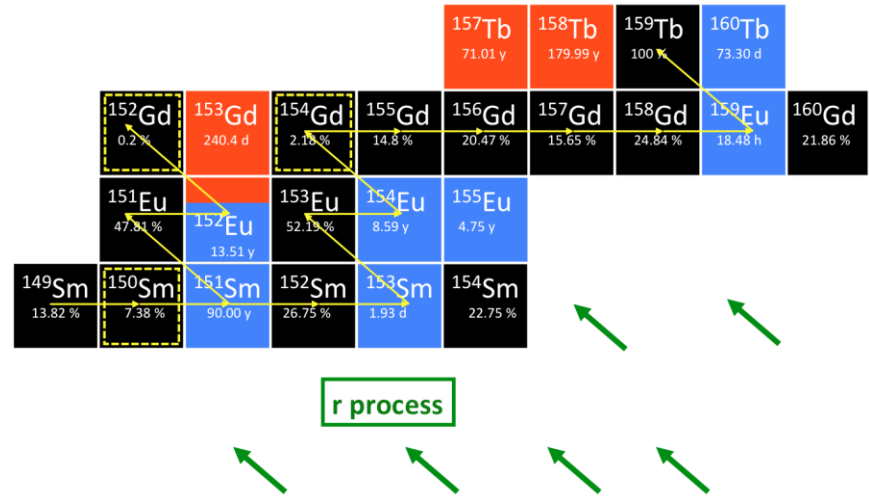 157Tb 158Tb 159Tb 160Tb
71.01 y 179.99 y 100 % 73.30 d
152Gd 153Gd 154Gd 155Gd 156Gd 157Gd 158Gd 159Eu 160Gd
0.2 % 240.4 d 2.18 % 14.8 % 20.47 % 15.65 % 24.84 % 18.48 h 21.86 %
151Eu 152Eu 153Eu 154Eu 155Eu
47.81 % 13.51 y 52.19 % 8.59 y 4.75 y
149Sm 150Sm 151Sm 152Sm 153Sm 154Sm
13.82 % 7.38 % 90.00 y 26.75 % 1.93 d 22.75 %
r process